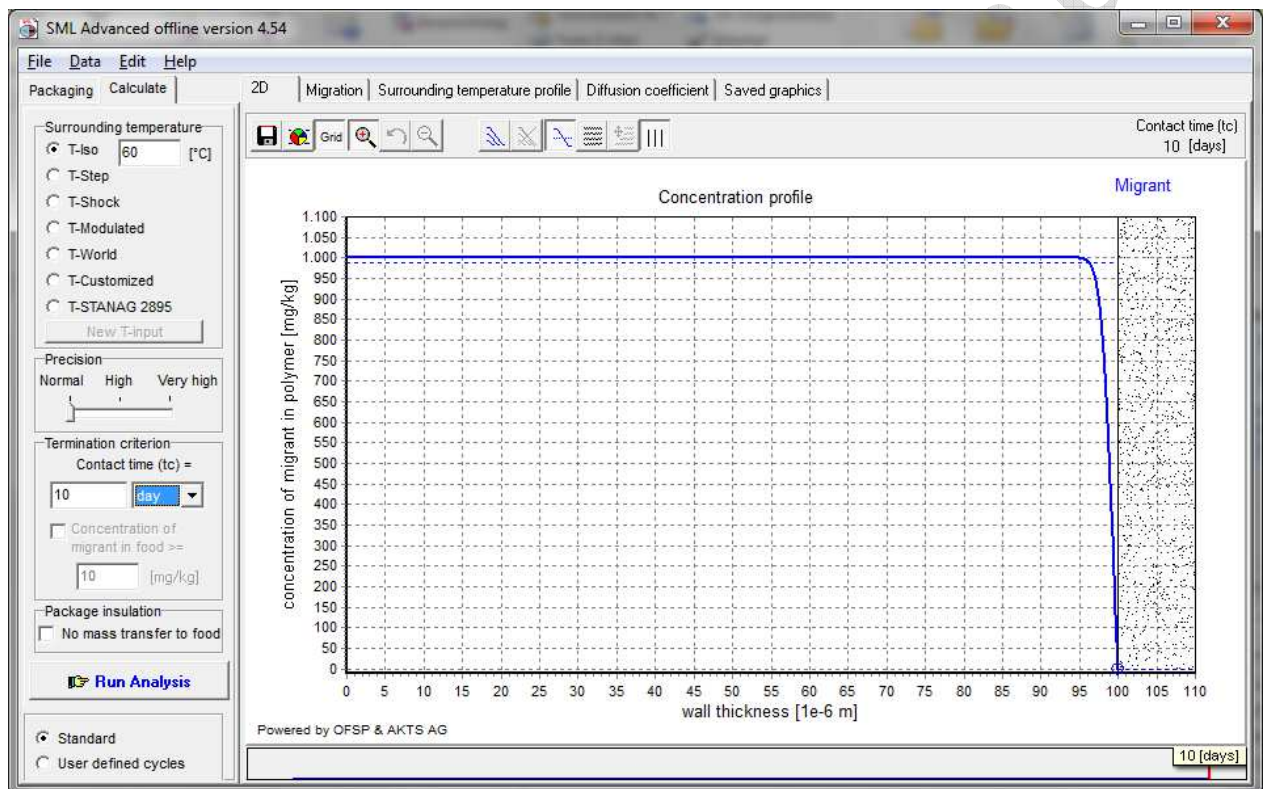 SML Advanced offline version 4.54
File Data Edit Help
Packaging Calculate
2D Migration Surrounding temperature profile Diffusion coefficient Saved graphics
Surrounding temperature
T-Iso 60 [°C]
T-Step
T-Shock
T-Modulated
T-World
T-Customized
T-STANAG 2895
New T-input
Precision
Normal High Very high
Termination criterion
Contact time (tc) =
10 day
Concentration of
migrant in food >=
10 [mg/kg]
Package insulation
No mass transfer to food
Run Analysis
Standard
User defined cycles
Grid
Contact time (tc)
10 [days]
Migrant
Concentration profile
concentration of migrant in polymer [mg/kg]
1.100
1.050
1.000
950
900
850
800
750
700
650
600
550
500
450
400
350
300
250
200
150
100
50
0
0 5 10 15 20 25 30 35 40 45 50 55 60 65 70 75 80 85 90 95 100 105 110
wall thickness [1e-6 m]
Powered by OFSP & AKTS AG
10 [days]